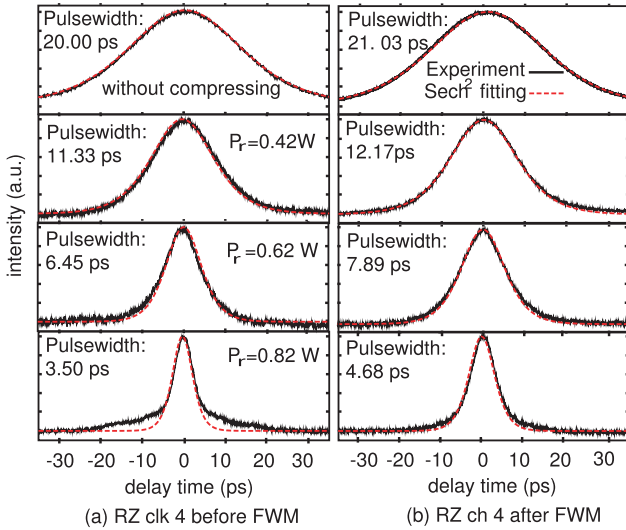 Pulsewidth:
20.00 ps
without compressing
Pulsewidth:
11.33 ps
Pr=0.42W
Pulsewidth:
6.45 ps
Pr=0.62 W
Pulsewidth:
3.50 ps
Pr=0.82 W
Pulsewidth:
21. 03 ps
Experiment
Sech2 fitting
Pulsewidth:
12.17ps
Pulsewidth:
7.89 ps
Pulsewidth:
4.68 ps
intensity (a.u.)
-30 -20 -10 0 10 20 30
-30 -20 -10 0 10 20 30
delay time (ps)
delay time (ps)
(a) RZ clk 4 before FWM
(b) RZ ch 4 after FWM